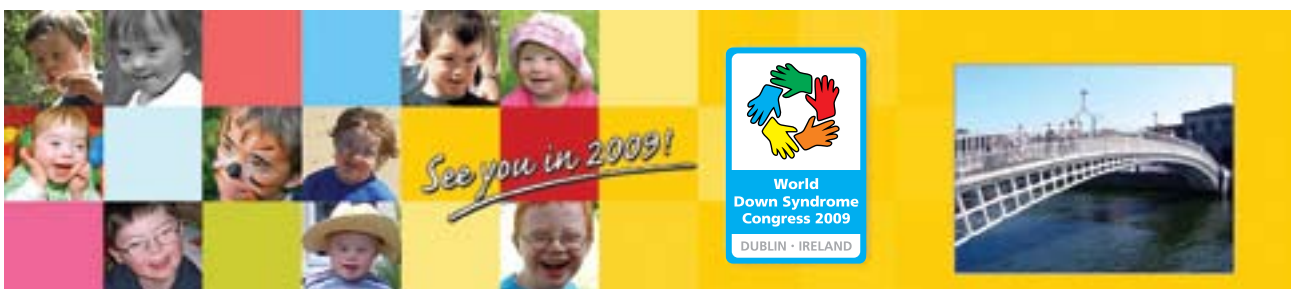 See you in 2009!
World
Down Syndrome
Congress 2009
DUBLIN · IRELAND